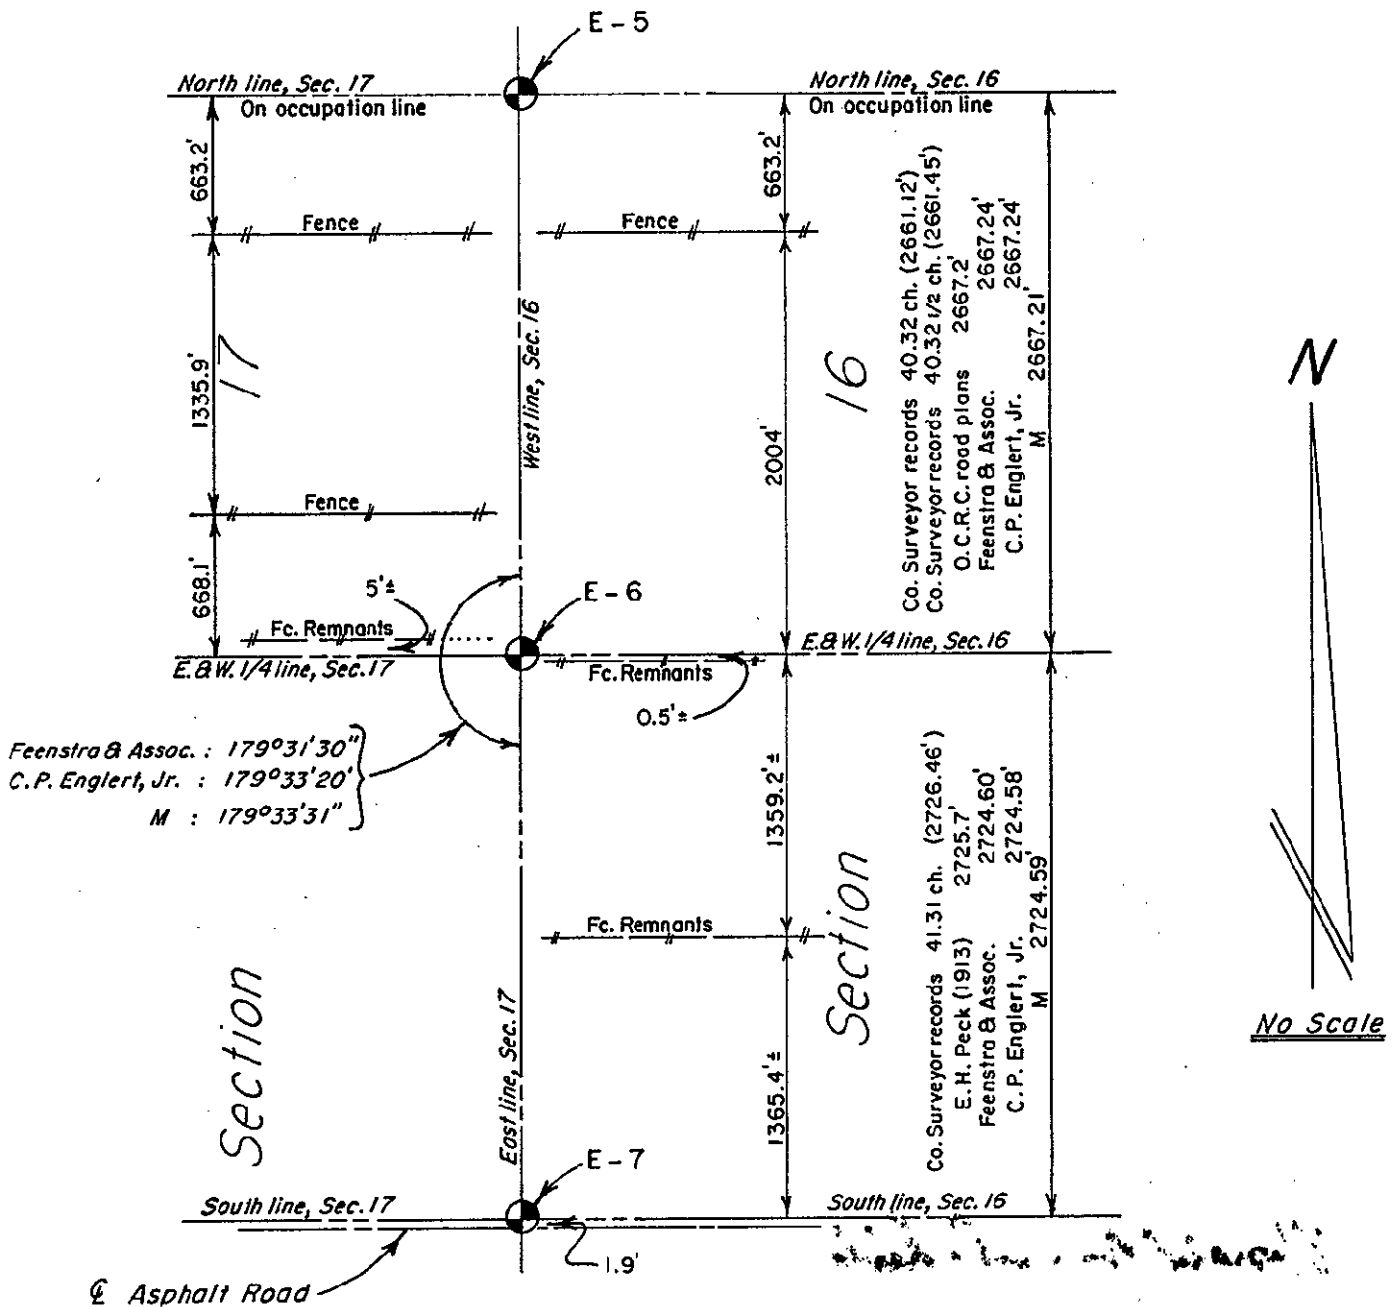 E-5
North line, Sec. 17
North line, Sec. 16
On occupation line
On occupation line
663.2'
663.2'
Fence
Fence
1335.9'
17
West line, Sec. 16
2004'
16
Co. Surveyor records 40.32 ch. (2661.12')
Co. Surveyor records 40.32 1/2 ch. (2661.45')
O.C.R.C. road plans 2667.2'
Feenstra & Assoc. 2667.24'
C.P. Englert, Jr. 2667.24'
M 2667.21'
N
Fence
668.1'
5'±
E-6
Fc. Remnants
E. & W. 1/4 line, Sec. 17
E. & W. 1/4 line, Sec. 16
Fc. Remnants
0.5'±
Feenstra & Assoc. : 179°31'30"
C.P. Englert, Jr. : 179°33'20'
M : 179°33'31"
1359.2'±
Fc. Remnants
Section
East line, Sec. 17
1365.4'±
Section
Co. Surveyor records 41.31 ch. (2726.46')
E. H. Peck (1913) 2725.7'
Feenstra & Assoc. 2724.60'
C.P. Englert, Jr. 2724.58'
M 2724.59'
No Scale
E-7
South line, Sec. 17
South line, Sec. 16
1.9'
℄ Asphalt Road